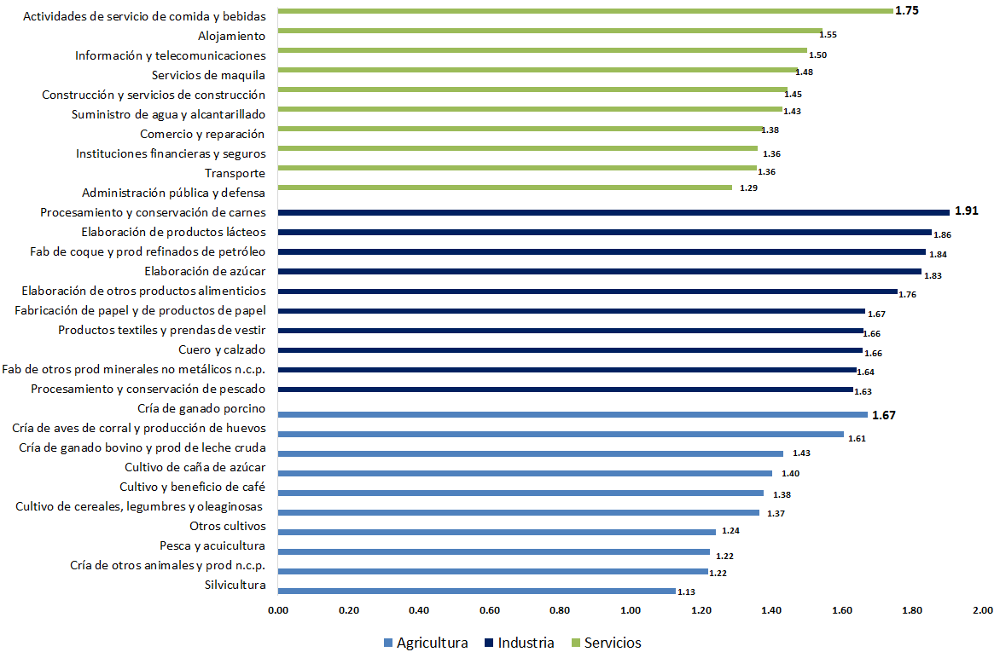 Actividades de servicio de comida y bebidas 1.75
Alojamiento 1.55
Información y telecomunicaciones 1.50
Servicios de maquila 1.48
Construcción y servicios de construcción 1.45
Suministro de agua y alcantarillado 1.43
Comercio y reparación 1.38
Instituciones financieras y seguros 1.36
Transporte 1.36
Administración pública y defensa 1.29
Procesamiento y conservación de carnes 1.91
Elaboración de productos lácteos 1.86
Fab de coque y prod refinados de petróleo 1.84
Elaboración de azúcar 1.83
Elaboración de otros productos alimenticios 1.76
Fabricación de papel y de productos de papel 1.67
Productos textiles y prendas de vestir 1.66
Cuero y calzado 1.66
Fab de otros prod minerales no metálicos n.c.p. 1.64
Procesamiento y conservación de pescado 1.63
Cría de ganado porcino 1.67
Cría de aves de corral y producción de huevos 1.61
Cría de ganado bovino y prod de leche cruda 1.43
Cultivo de caña de azúcar 1.40
Cultivo y beneficio de café 1.38
Cultivo de cereales, legumbres y oleaginosas 1.37
Otros cultivos 1.24
Pesca y acuicultura 1.22
Cría de otros animales y prod n.c.p. 1.22
Silvicultura 1.13
0.00 0.20 0.40 0.60 0.80 1.00 1.20 1.40 1.60 1.80 2.00
Agricultura Industria Servicios